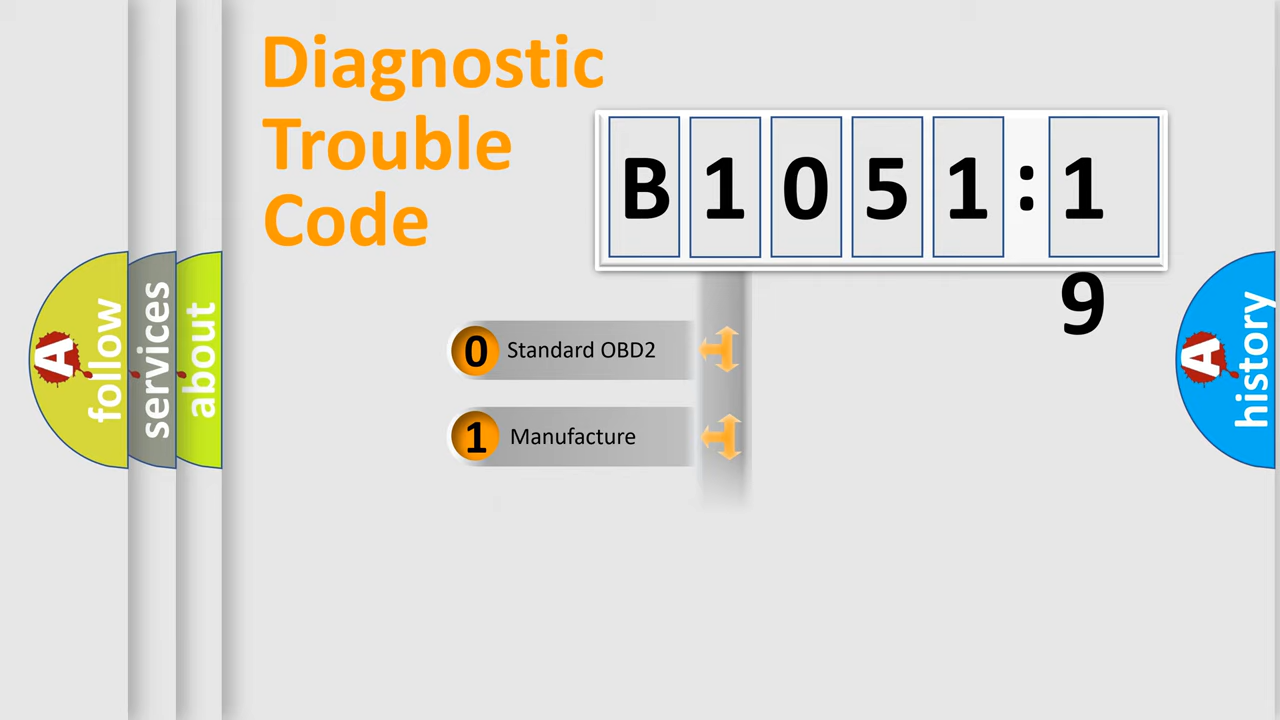 Diagnostic
Trouble
Code
B 1 0 5 1 : 1
9
0 Standard OBD2
1 Manufacture
A follow
services
about
A history